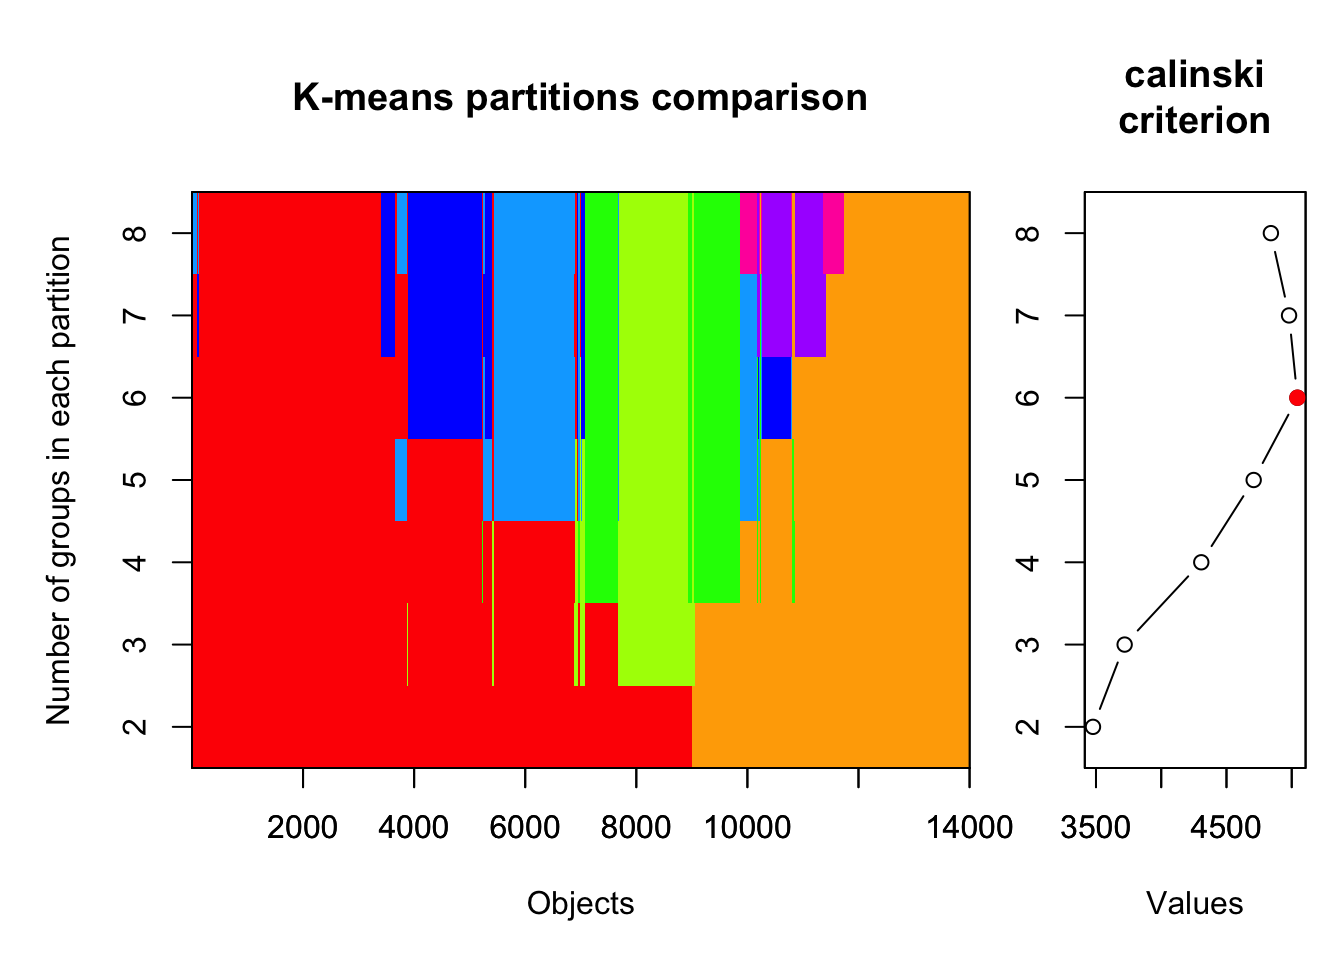 K-means partitions comparison
calinski
criterion
Number of groups in each partition
8
7
6
5
4
3
2
2000 4000 6000 8000 10000 14000
Objects
8
7
6
5
4
3
2
3500 4500
Values